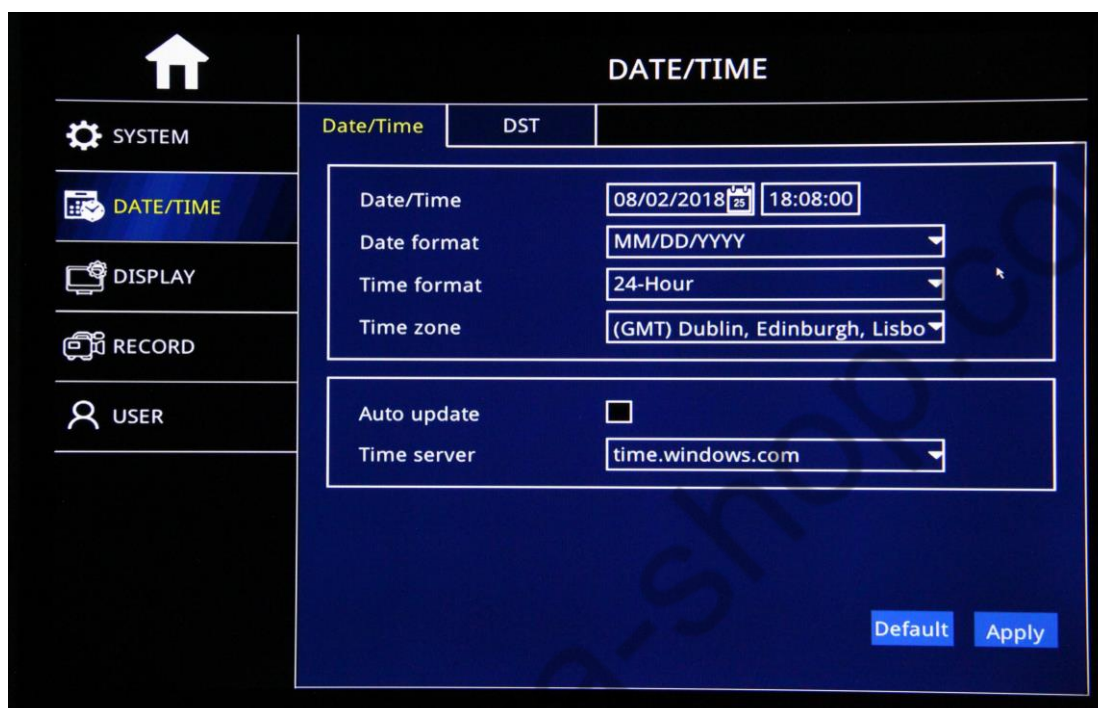 DATE/TIME
SYSTEM
DATE/TIME
DISPLAY
RECORD
USER
Date/Time DST
Date/Time 08/02/2018 25 18:08:00
Date format MM/DD/YYYY
Time format 24-Hour
Time zone (GMT) Dublin, Edinburgh, Lisbo
Auto update
Time server time.windows.com
Default Apply
a-shop.co